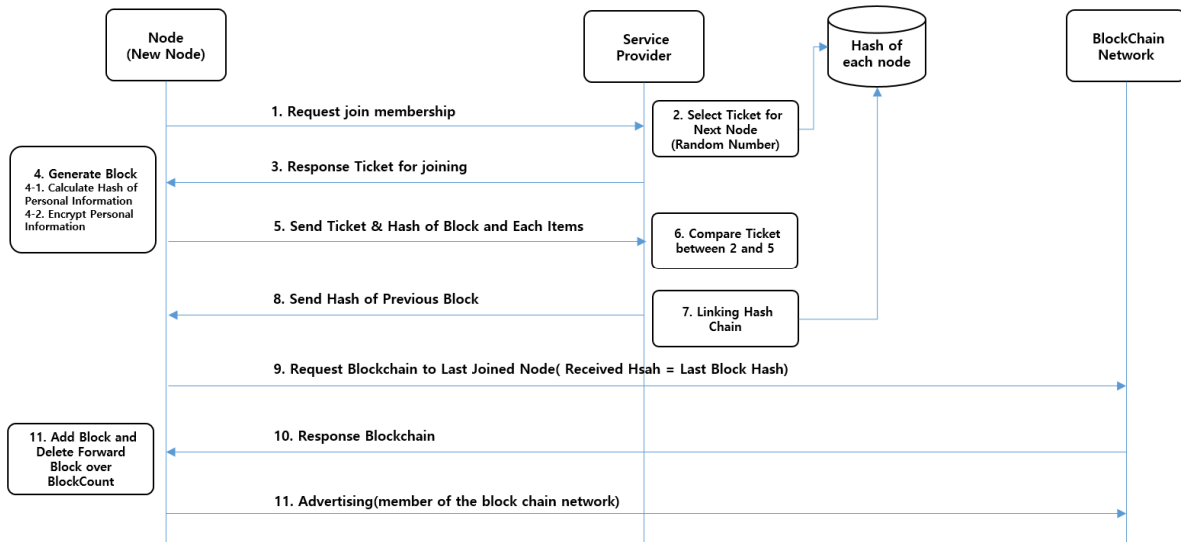 Node
(New Node)
Service
Provider
Hash of
each node
BlockChain
Network
1. Request join membership
2. Select Ticket for
Next Node
(Random Number)
3. Response Ticket for joining
4. Generate Block
4-1. Calculate Hash of
Personal Information
4-2. Encrypt Personal
Information
5. Send Ticket & Hash of Block and Each Items
6. Compare Ticket
between 2 and 5
8. Send Hash of Previous Block
7. Linking Hash
Chain
9. Request Blockchain to Last Joined Node( Received Hsah = Last Block Hash)
11. Add Block and
Delete Forward
Block over
BlockCount
10. Response Blockchain
11. Advertising(member of the block chain network)